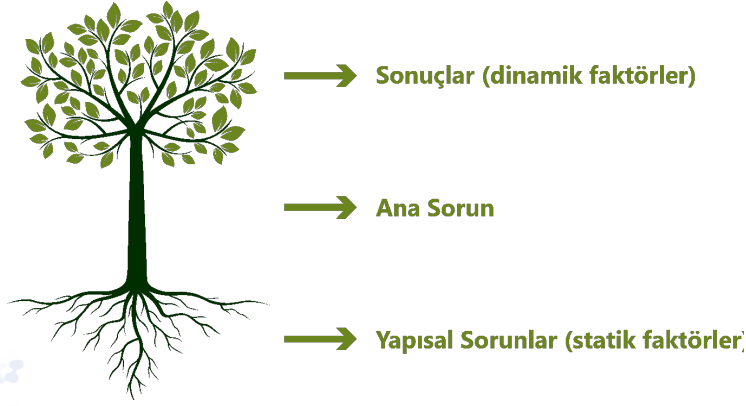 Sonuçlar (dinamik faktörler)
Ana Sorun
Yapısal Sorunlar (statik faktörler)